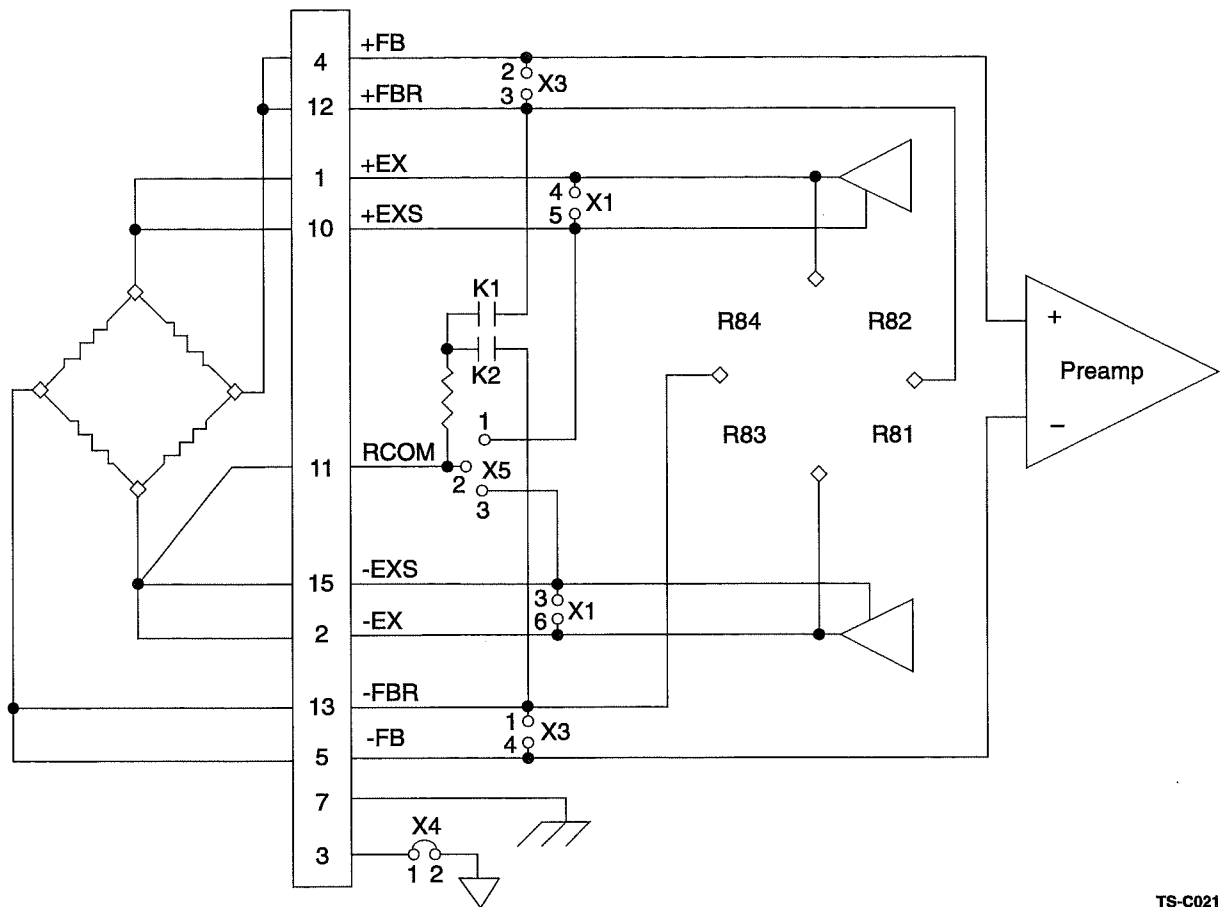 4 +FB
2 X3
3
12 +FBR
1 +EX
4 X1
5
10 +EXS
K1
K2
R84 R82
R83 R81
+
Preamp
−
1
11 RCOM
2 X5
3
15 -EXS
3 X1
6
2 -EX
13 -FBR
1 X3
4
5 -FB
7
X4
3
1 2
TS-C021